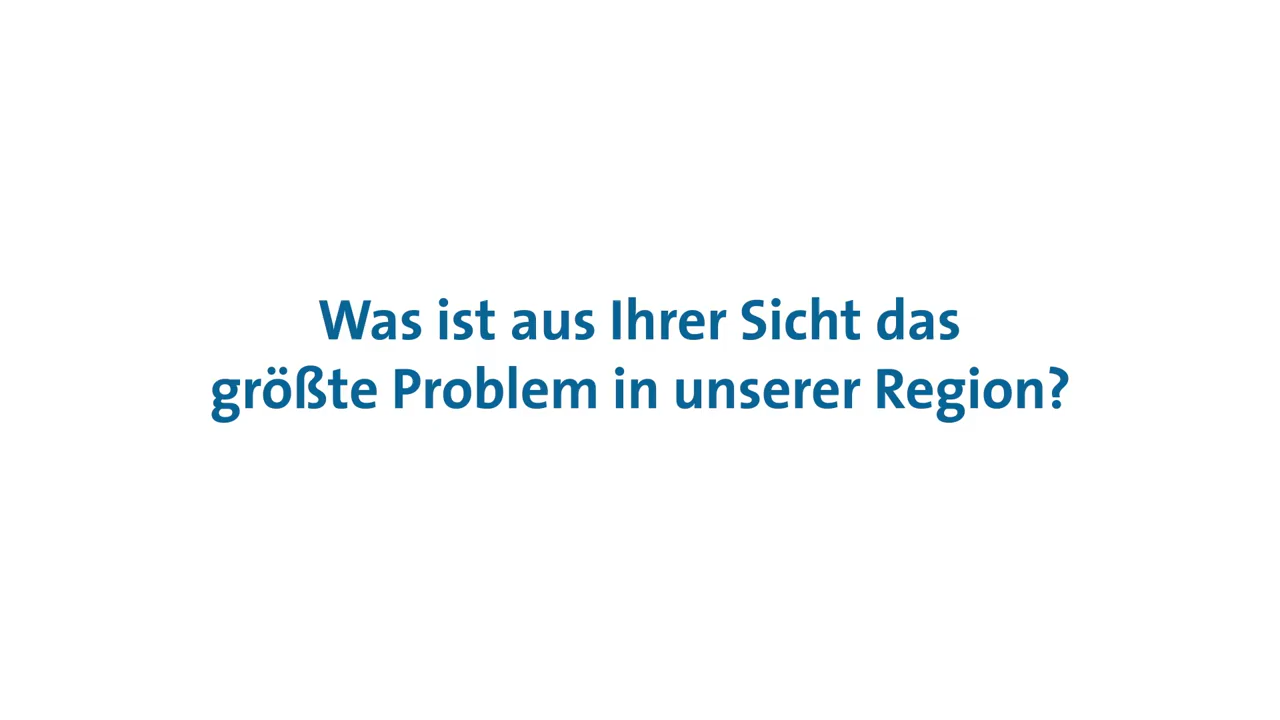 Was ist aus Ihrer Sicht das
größte Problem in unserer Region?